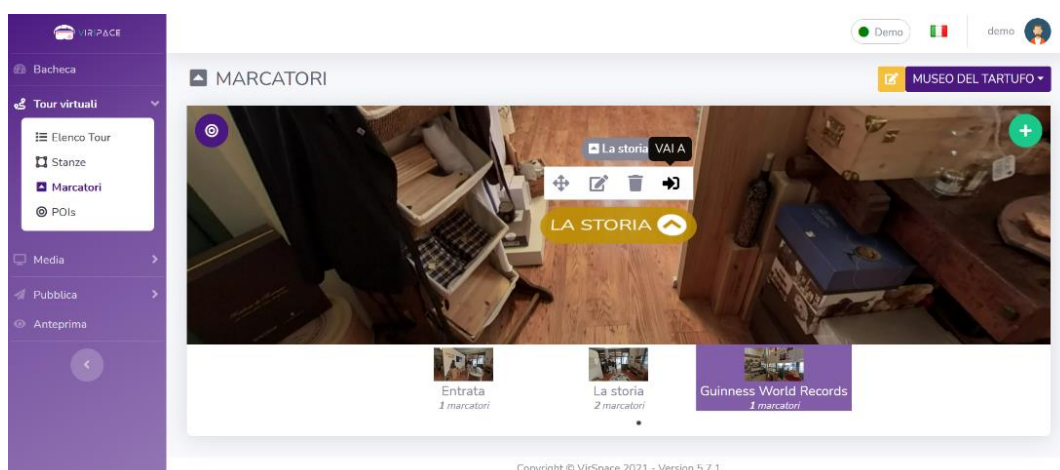 VIRSPACE
Demo
demo
Bacheca
Tour virtuali
Elenco Tour
Stanze
Marcatori
POIs
Media
Pubblica
Anteprima
MARCATORI
MUSEO DEL TARTUFO
La storia
VAI A
LA STORIA
Entrata
1 marcatori
La storia
2 marcatori
Guinness World Records
1 marcatori
Copyright © VirSpace 2021 - Version 5.7.1